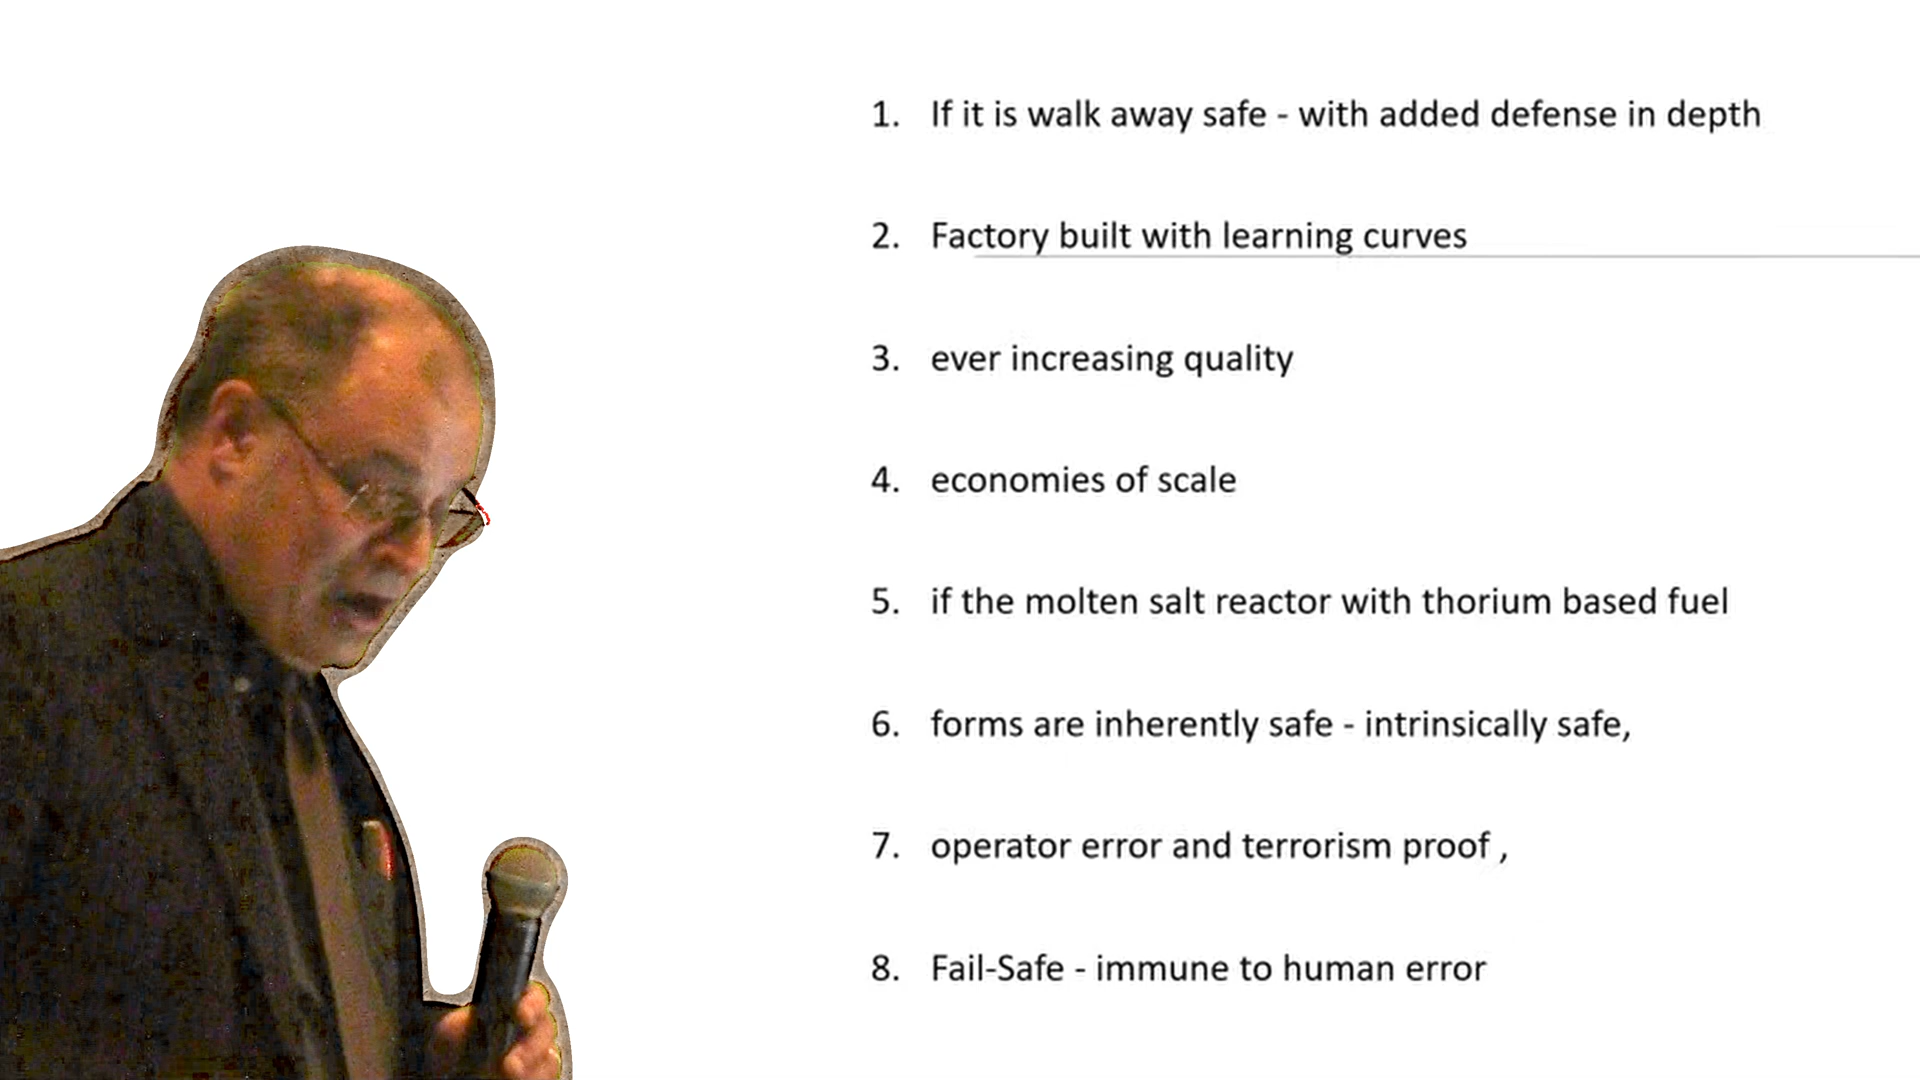 1. If it is walk away safe - with added defense in depth
2. Factory built with learning curves
3. ever increasing quality
4. economies of scale
5. if the molten salt reactor with thorium based fuel
6. forms are inherently safe - intrinsically safe,
7. operator error and terrorism proof ,
8. Fail-Safe - immune to human error